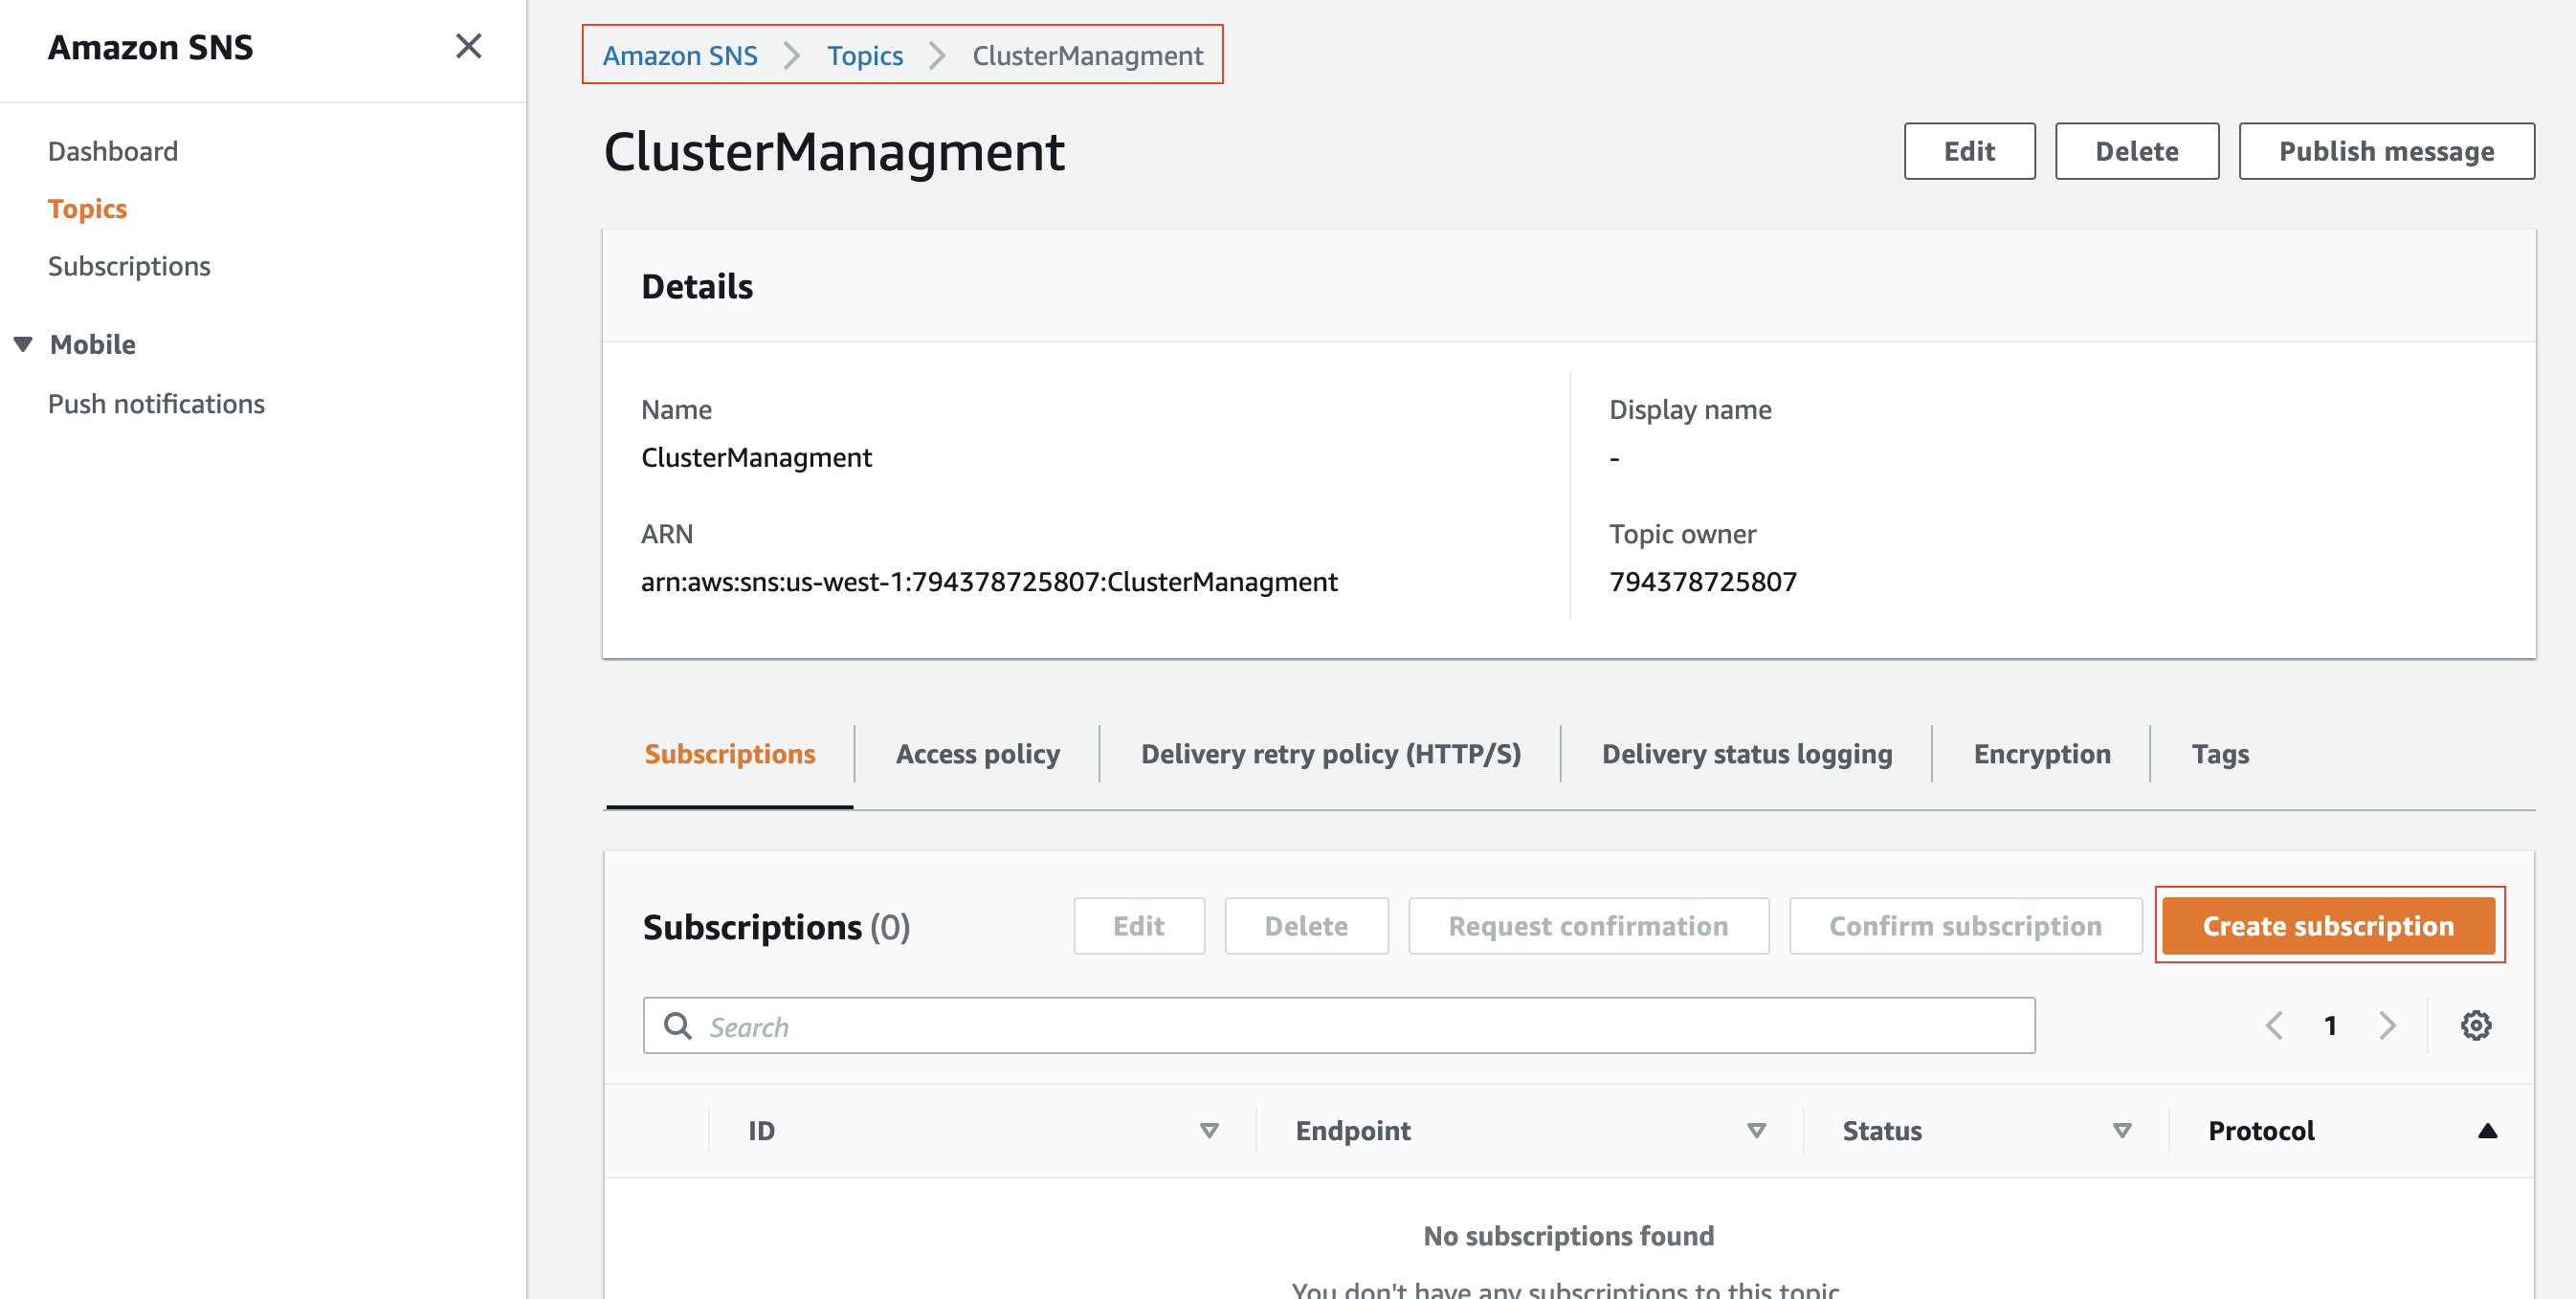 Amazon SNS
Dashboard
Topics
Subscriptions
Mobile
Push notifications
Amazon SNS Topics ClusterManagment
ClusterManagment
Edit Delete Publish message
Details
Name
ClusterManagment
ARN
arn:aws:sns:us-west-1:794378725807:ClusterManagment
Display name
-
Topic owner
794378725807
Subscriptions Access policy Delivery retry policy (HTTP/S) Delivery status logging Encryption Tags
Subscriptions (0) Edit Delete Request confirmation Confirm subscription Create subscription
Search 1
ID Endpoint Status Protocol
No subscriptions found
You don't have any subscriptions to this topic